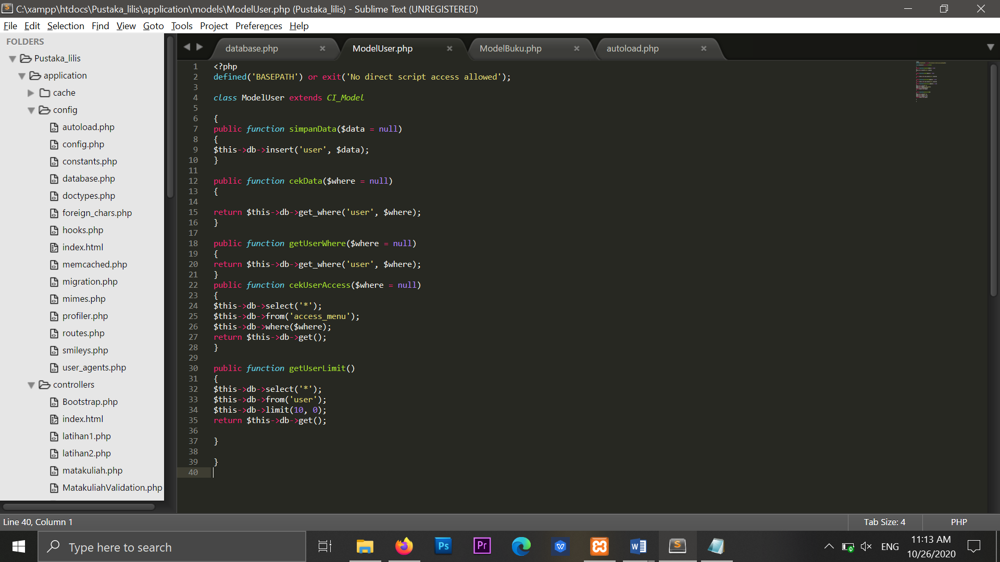 C:\xampp\htdocs\Pustaka_lilis\application\models\ModelUser.php (Pustaka_lilis) - Sublime Text (UNREGISTERED)
File Edit Selection Find View Goto Tools Project Preferences Help
FOLDERS
Pustaka_lilis
application
cache
config
autoload.php
config.php
constants.php
database.php
doctypes.php
foreign_chars.php
hooks.php
index.html
memcached.php
migration.php
mimes.php
profiler.php
routes.php
smileys.php
user_agents.php
controllers
Bootstrap.php
index.html
latihan1.php
latihan2.php
matakuliah.php
MatakuliahValidation.php
database.php ModelUser.php ModelBuku.php autoload.php
1 <?php
2 defined('BASEPATH') or exit('No direct script access allowed');
3
4 class ModelUser extends CI_Model
5
6 {
7 public function simpanData($data = null)
8 {
9 $this->db->insert('user', $data);
10 }
11
12 public function cekData($where = null)
13 {
14
15 return $this->db->get_where('user', $where);
16 }
17
18 public function getUserWhere($where = null)
19 {
20 return $this->db->get_where('user', $where);
21 }
22 public function cekUserAccess($where = null)
23 {
24 $this->db->select('*');
25 $this->db->from('access_menu');
26 $this->db->where($where);
27 return $this->db->get();
28 }
29
30 public function getUserLimit()
31 {
32 $this->db->select('*');
33 $this->db->from('user');
34 $this->db->limit(10, 0);
35 return $this->db->get();
36
37 }
38
39 }
40
Line 40, Column 1 Tab Size: 4 PHP
Type here to search
Ps
Pr
ENG
11:13 AM
10/26/2020